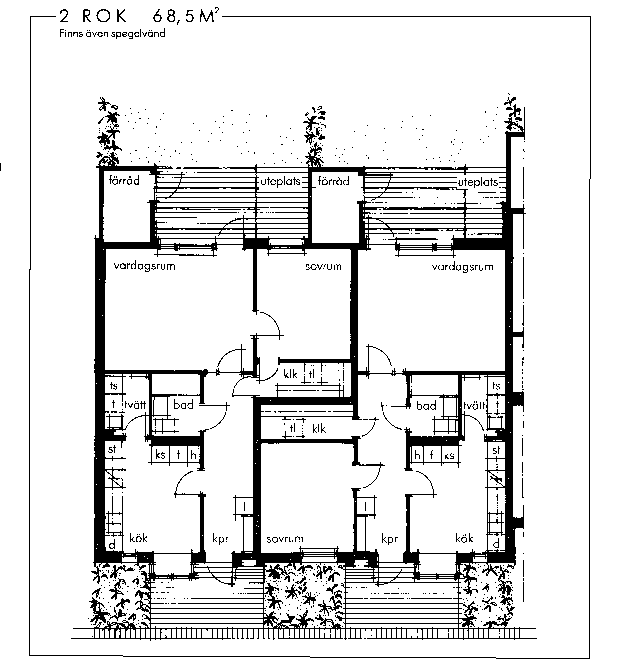 2 ROK 68,5 M²
Finns även spegelvänd
förråd uteplats förråd uteplats
vardagsrum sovrum vardagsrum
klk tl
ts ts
t tvätt bad bad tvätt t
tl klk
st ks f h h f ks st
l l
d kök kpr sovrum kpr kök d